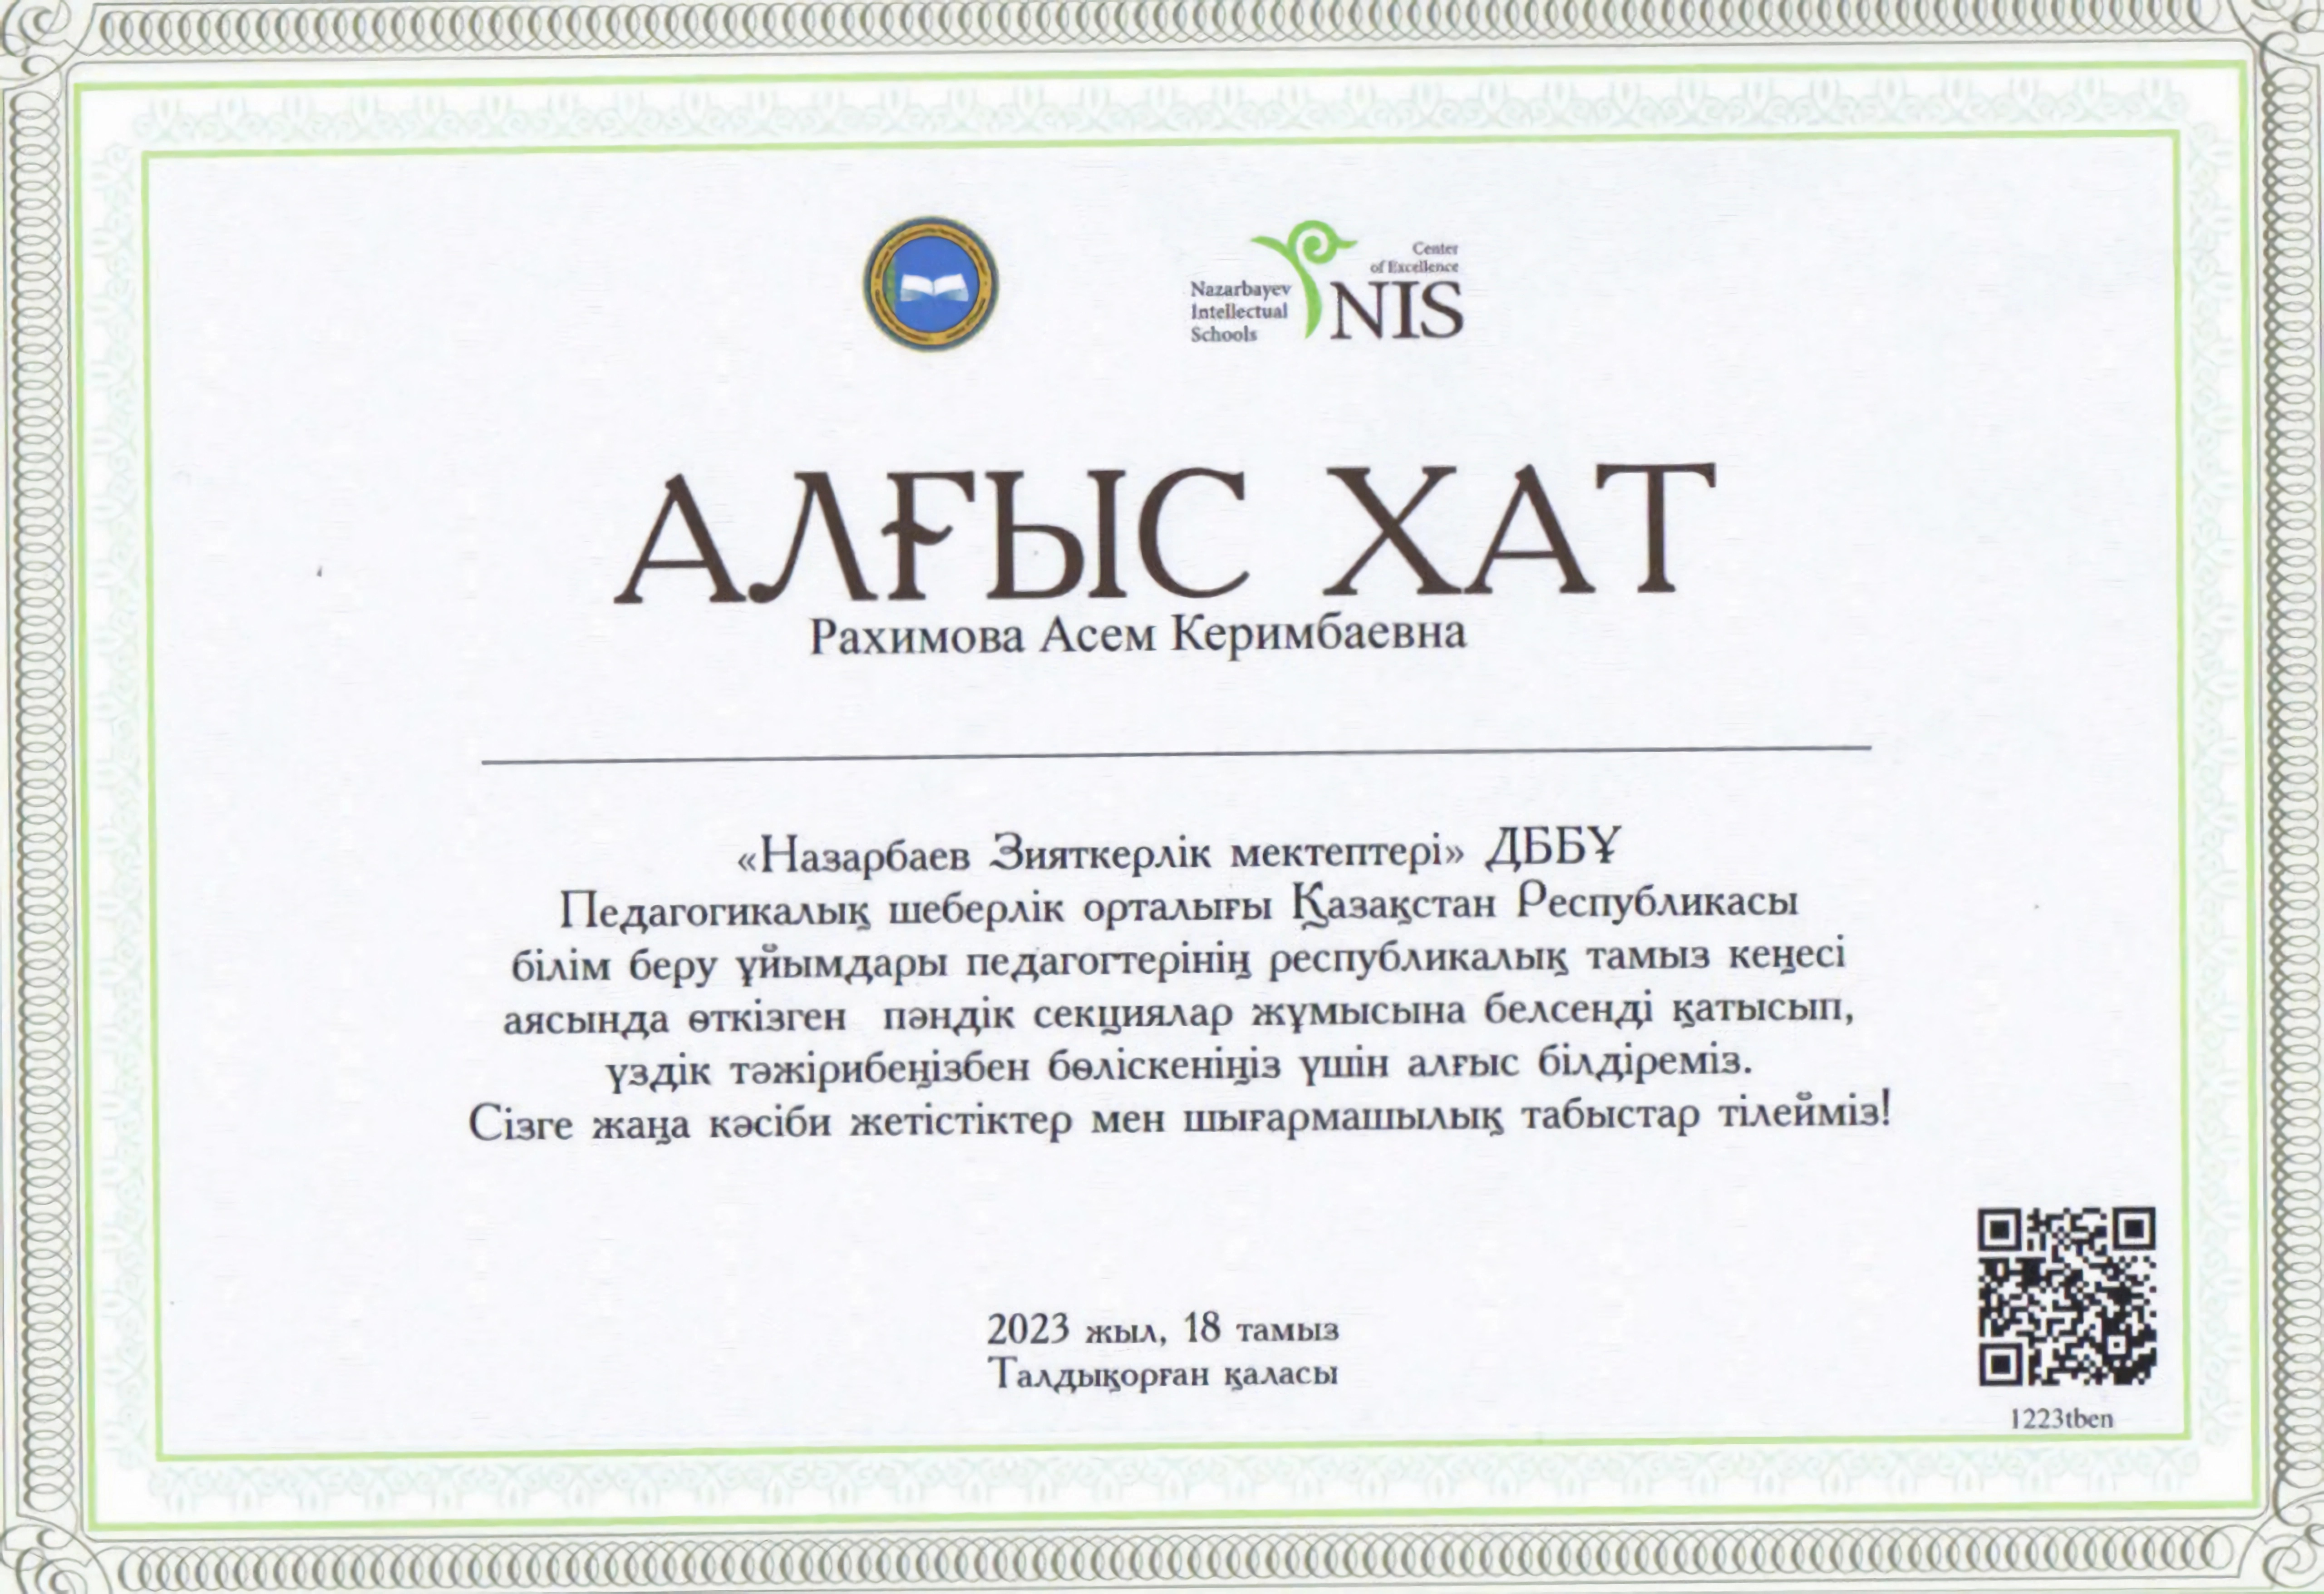 Center
of Excellence
Nazarbayev
Intellectual
Schools
NIS
АЛҒЫС ХАТ
Рахимова Асем Керимбаевна
«Назарбаев Зияткерлік мектептері» ДББҰ
Педагогикалық шеберлік орталығы Қазақстан Республикасы
білім беру ұйымдары педагогтерінің республикалық тамыз кеңесі
аясында өткізген пәндік секциялар жұмысына белсенді қатысып,
үздік тәжірибеңізбен бөліскеніңіз үшін алғыс білдіреміз.
Сізге жаңа кәсіби жетістіктер мен шығармашылық табыстар тілейміз!
2023 жыл, 18 тамыз
Талдықорған қаласы
1223tben